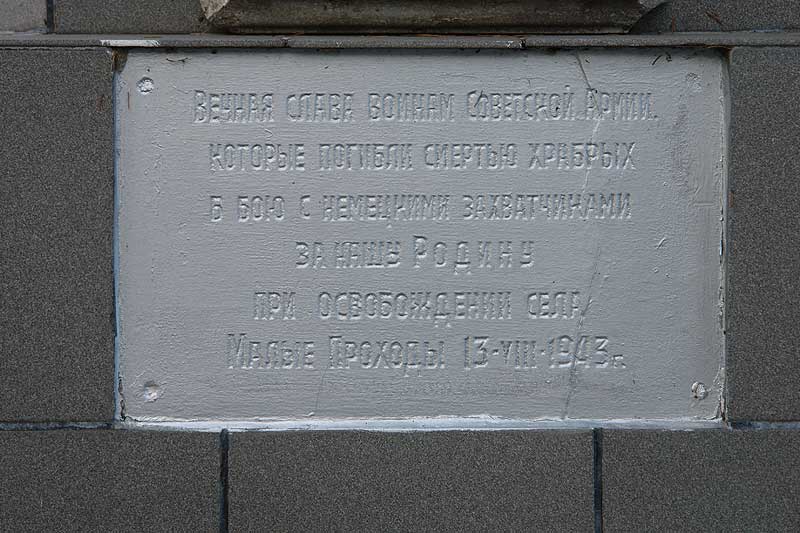 Вечная слава воинам Советской Армии.
которые погибли смертью храбрых
в бою с немецкими захватчиками
за нашу Родину
при освобождении села
Малые Проходы 13-VIII-1943г.